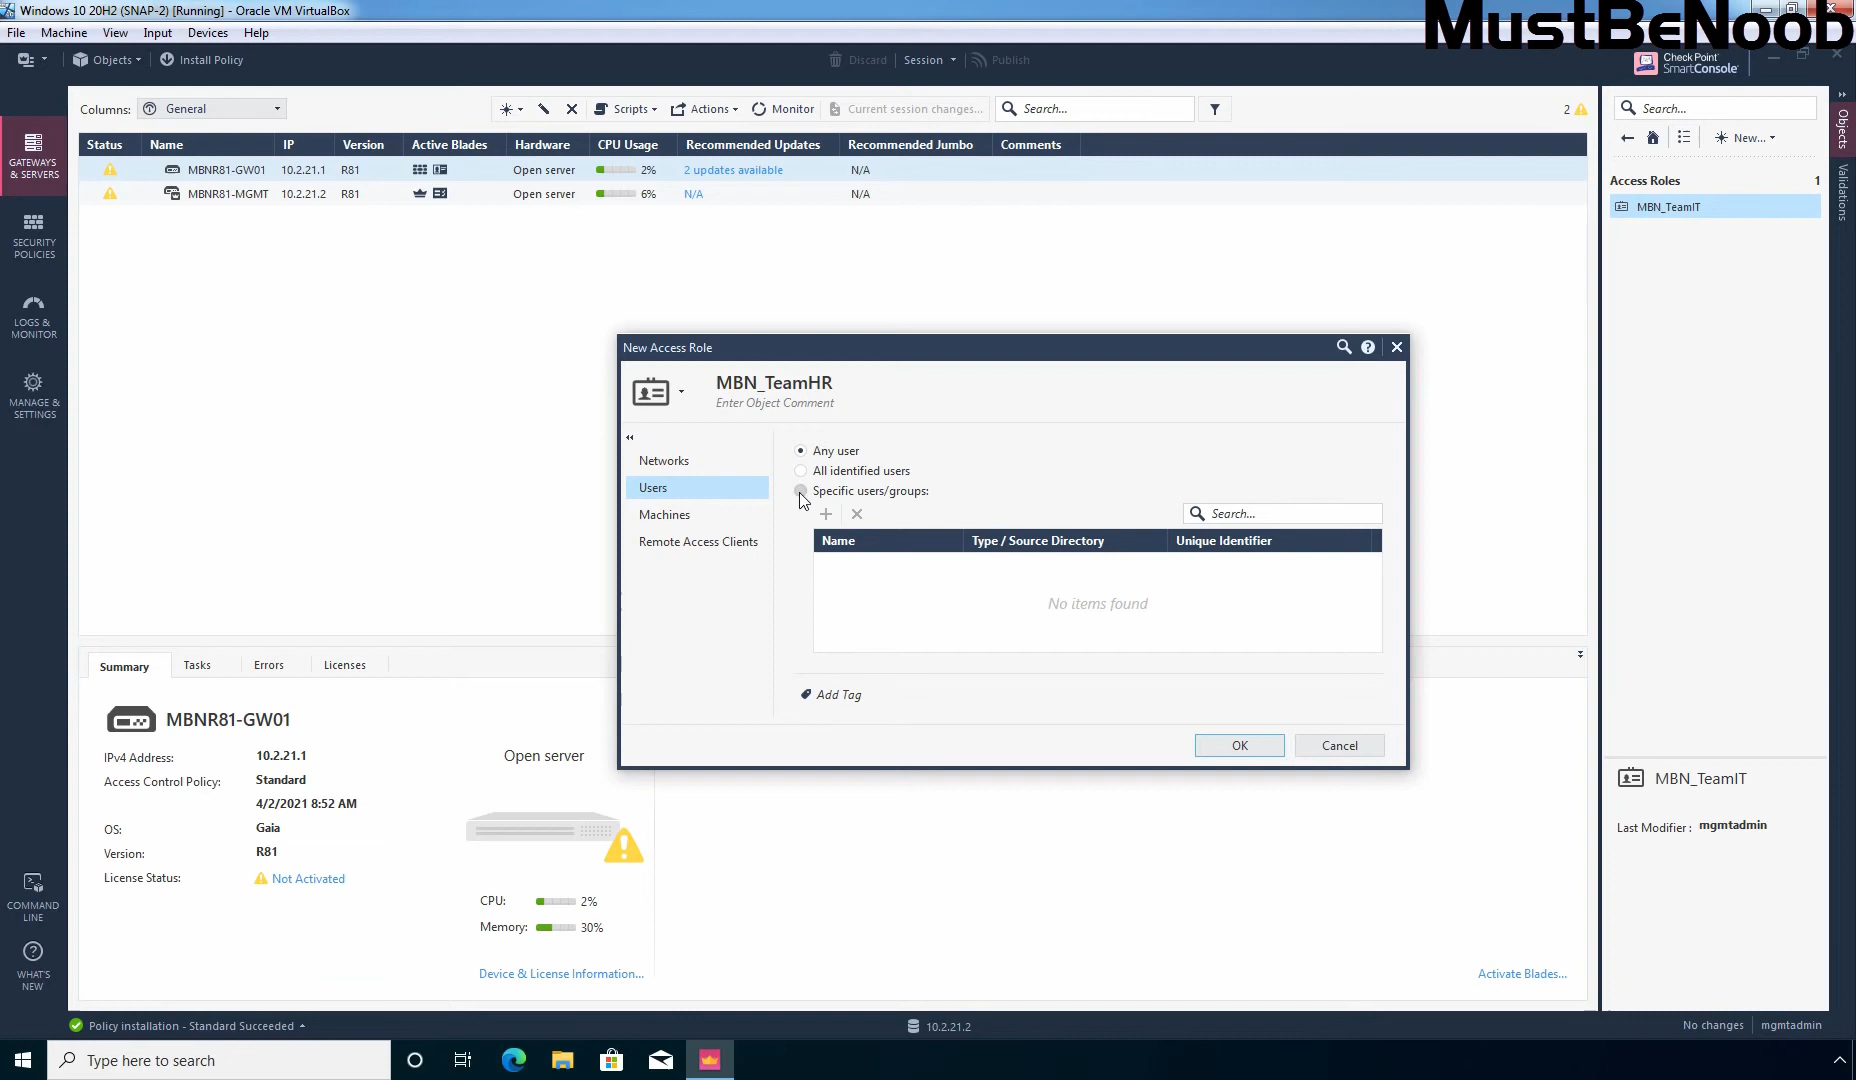 Windows 10 20H2 (SNAP-2) [Running] - Oracle VM VirtualBox
MustBeNoob
File Machine View Input Devices Help
Objects Install Policy Discard Session Publish
Check Point
SmartConsole
Columns: General Scripts Actions Monitor Current session changes... Search... 2
Search...
New...
Status Name IP Version Active Blades Hardware CPU Usage Recommended Updates Recommended Jumbo Comments
MBNR81-GW01 10.2.21.1 R81 Open server 2% 2 updates available N/A
MBNR81-MGMT 10.2.21.2 R81 Open server 6% N/A N/A
GATEWAYS
& SERVERS
SECURITY
POLICIES
LOGS &
MONITOR
MANAGE &
SETTINGS
COMMAND
LINE
WHAT'S
NEW
Access Roles 1
MBN_TeamIT
Objects
Validations
New Access Role
MBN_TeamHR
Enter Object Comment
Networks
Users
Machines
Remote Access Clients
Any user
All identified users
Specific users/groups:
Search...
Name Type / Source Directory Unique Identifier
No items found
Add Tag
OK Cancel
Summary Tasks Errors Licenses
MBNR81-GW01
IPv4 Address: 10.2.21.1
Access Control Policy: Standard
4/2/2021 8:52 AM
OS: Gaia
Version: R81
License Status: Not Activated
Open server
CPU: 2%
Memory: 30%
Device & License Information...
Activate Blades...
MBN_TeamIT
Last Modifier : mgmtadmin
Policy installation - Standard Succeeded 10.2.21.2 No changes mgmtadmin
Type here to search